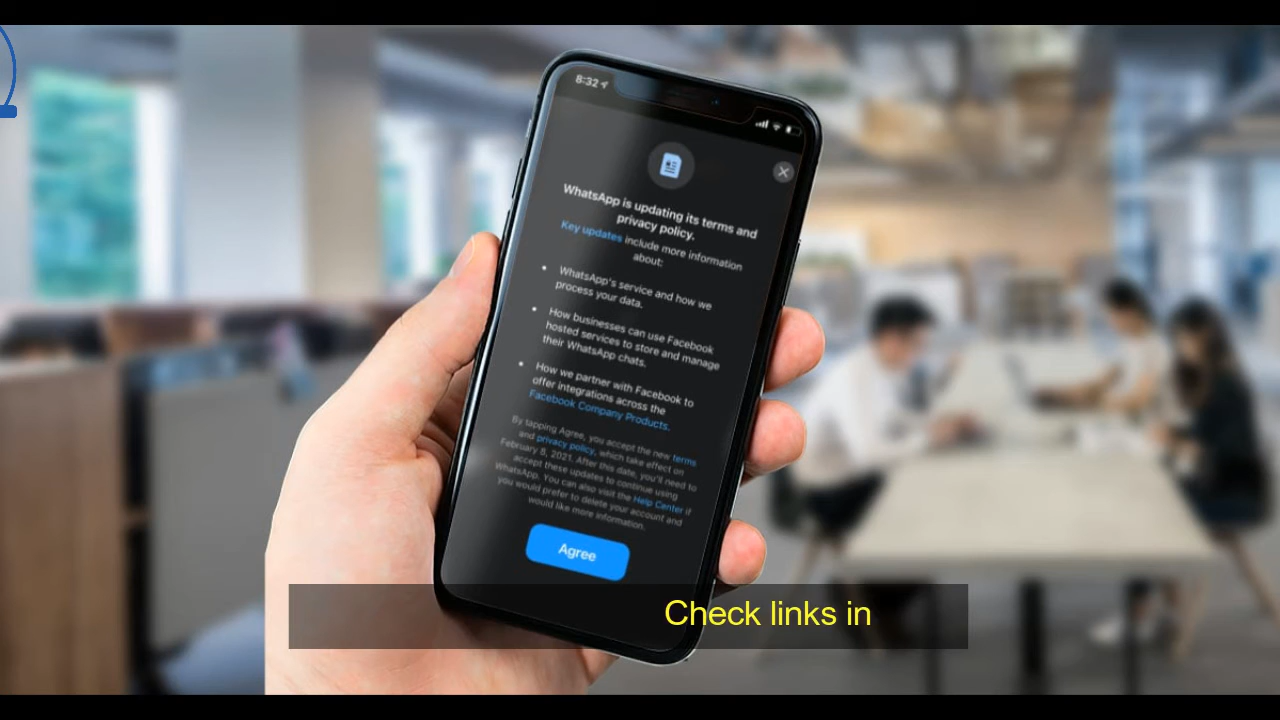 8:32
WhatsApp is updating its terms and
privacy policy.
Key updates include more information
about:
• WhatsApp's service and how we
process your data.
• How businesses can use Facebook
hosted services to store and manage
their WhatsApp chats.
• How we partner with Facebook to
offer integrations across the
Facebook Company Products.
By tapping Agree, you accept the new terms
and privacy policy, which take effect on
February 8, 2021. After this date, you'll need to
accept these updates to continue using
WhatsApp. You can also visit the Help Center if
you would prefer to delete your account and
would like more information.
Agree
Check links in